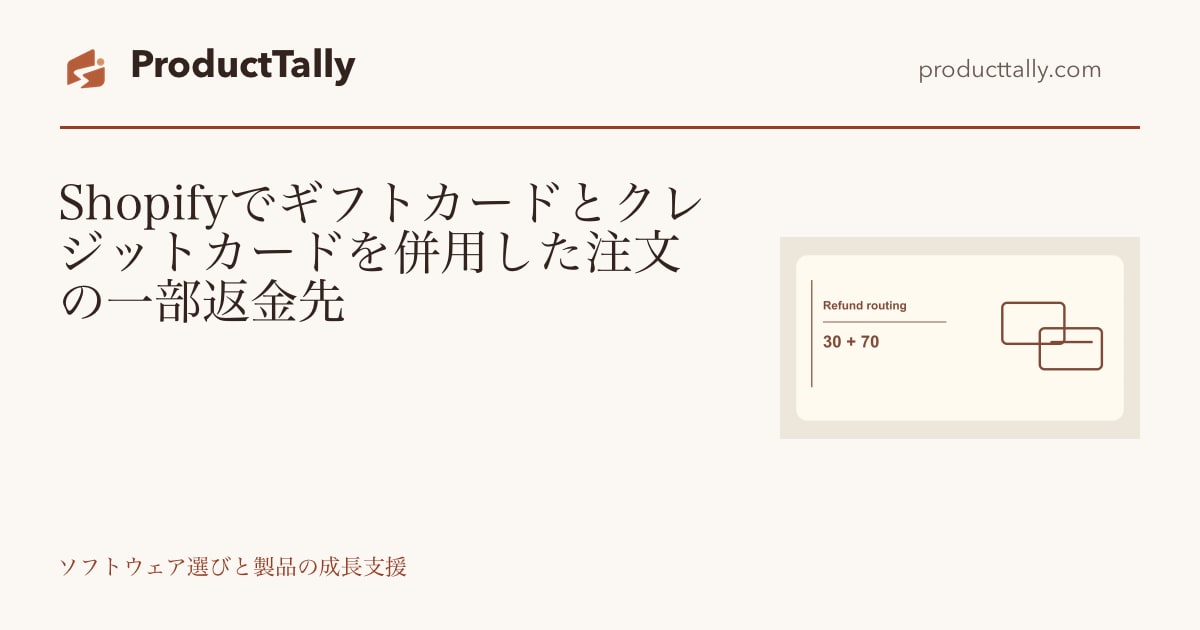 ProductTally
producttally.com
Shopifyでギフトカードとクレ
ジットカードを併用した注文
の一部返金先
Refund routing
30 + 70
ソフトウェア選びと製品の成長支援